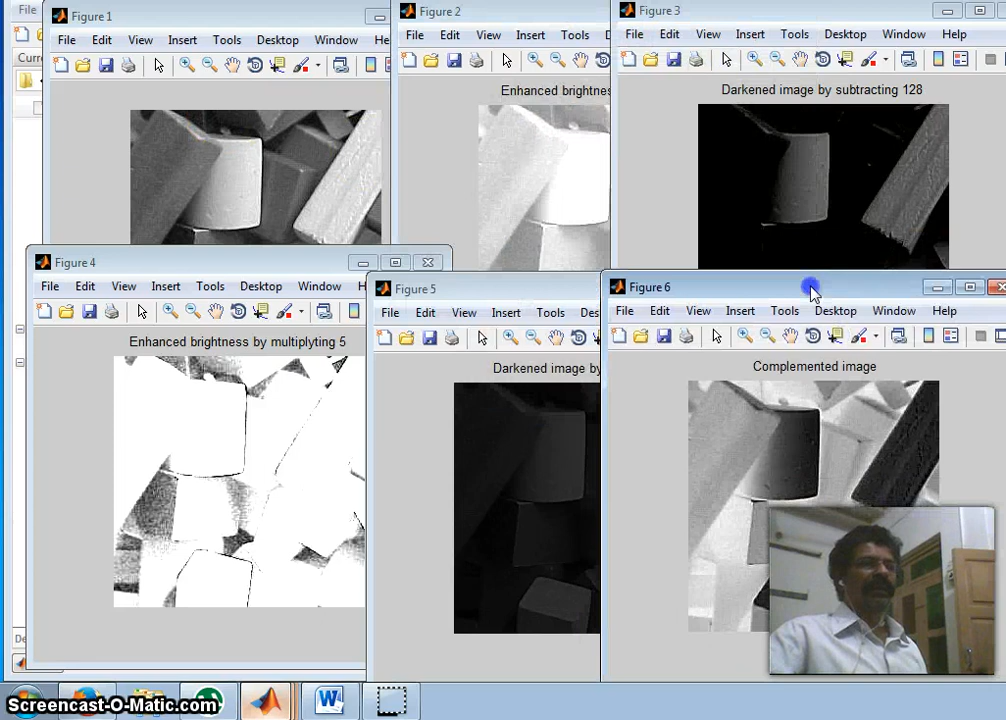 File
Figure 1
File Edit View Insert Tools Desktop Window He
Figure 2
File Edit View Insert Tools D
Enhanced brightnes
Figure 3
File Edit View Insert Tools Desktop Window Help
Darkened image by subtracting 128
Curre
Figure 4
File Edit View Insert Tools Desktop Window H
Enhanced brightness by multiplyting 5
Figure 5
File Edit View Insert Tools Des
Darkened image by
Figure 6
File Edit View Insert Tools Desktop Window Help
Complemented image
De
Screencast-O-Matic.com